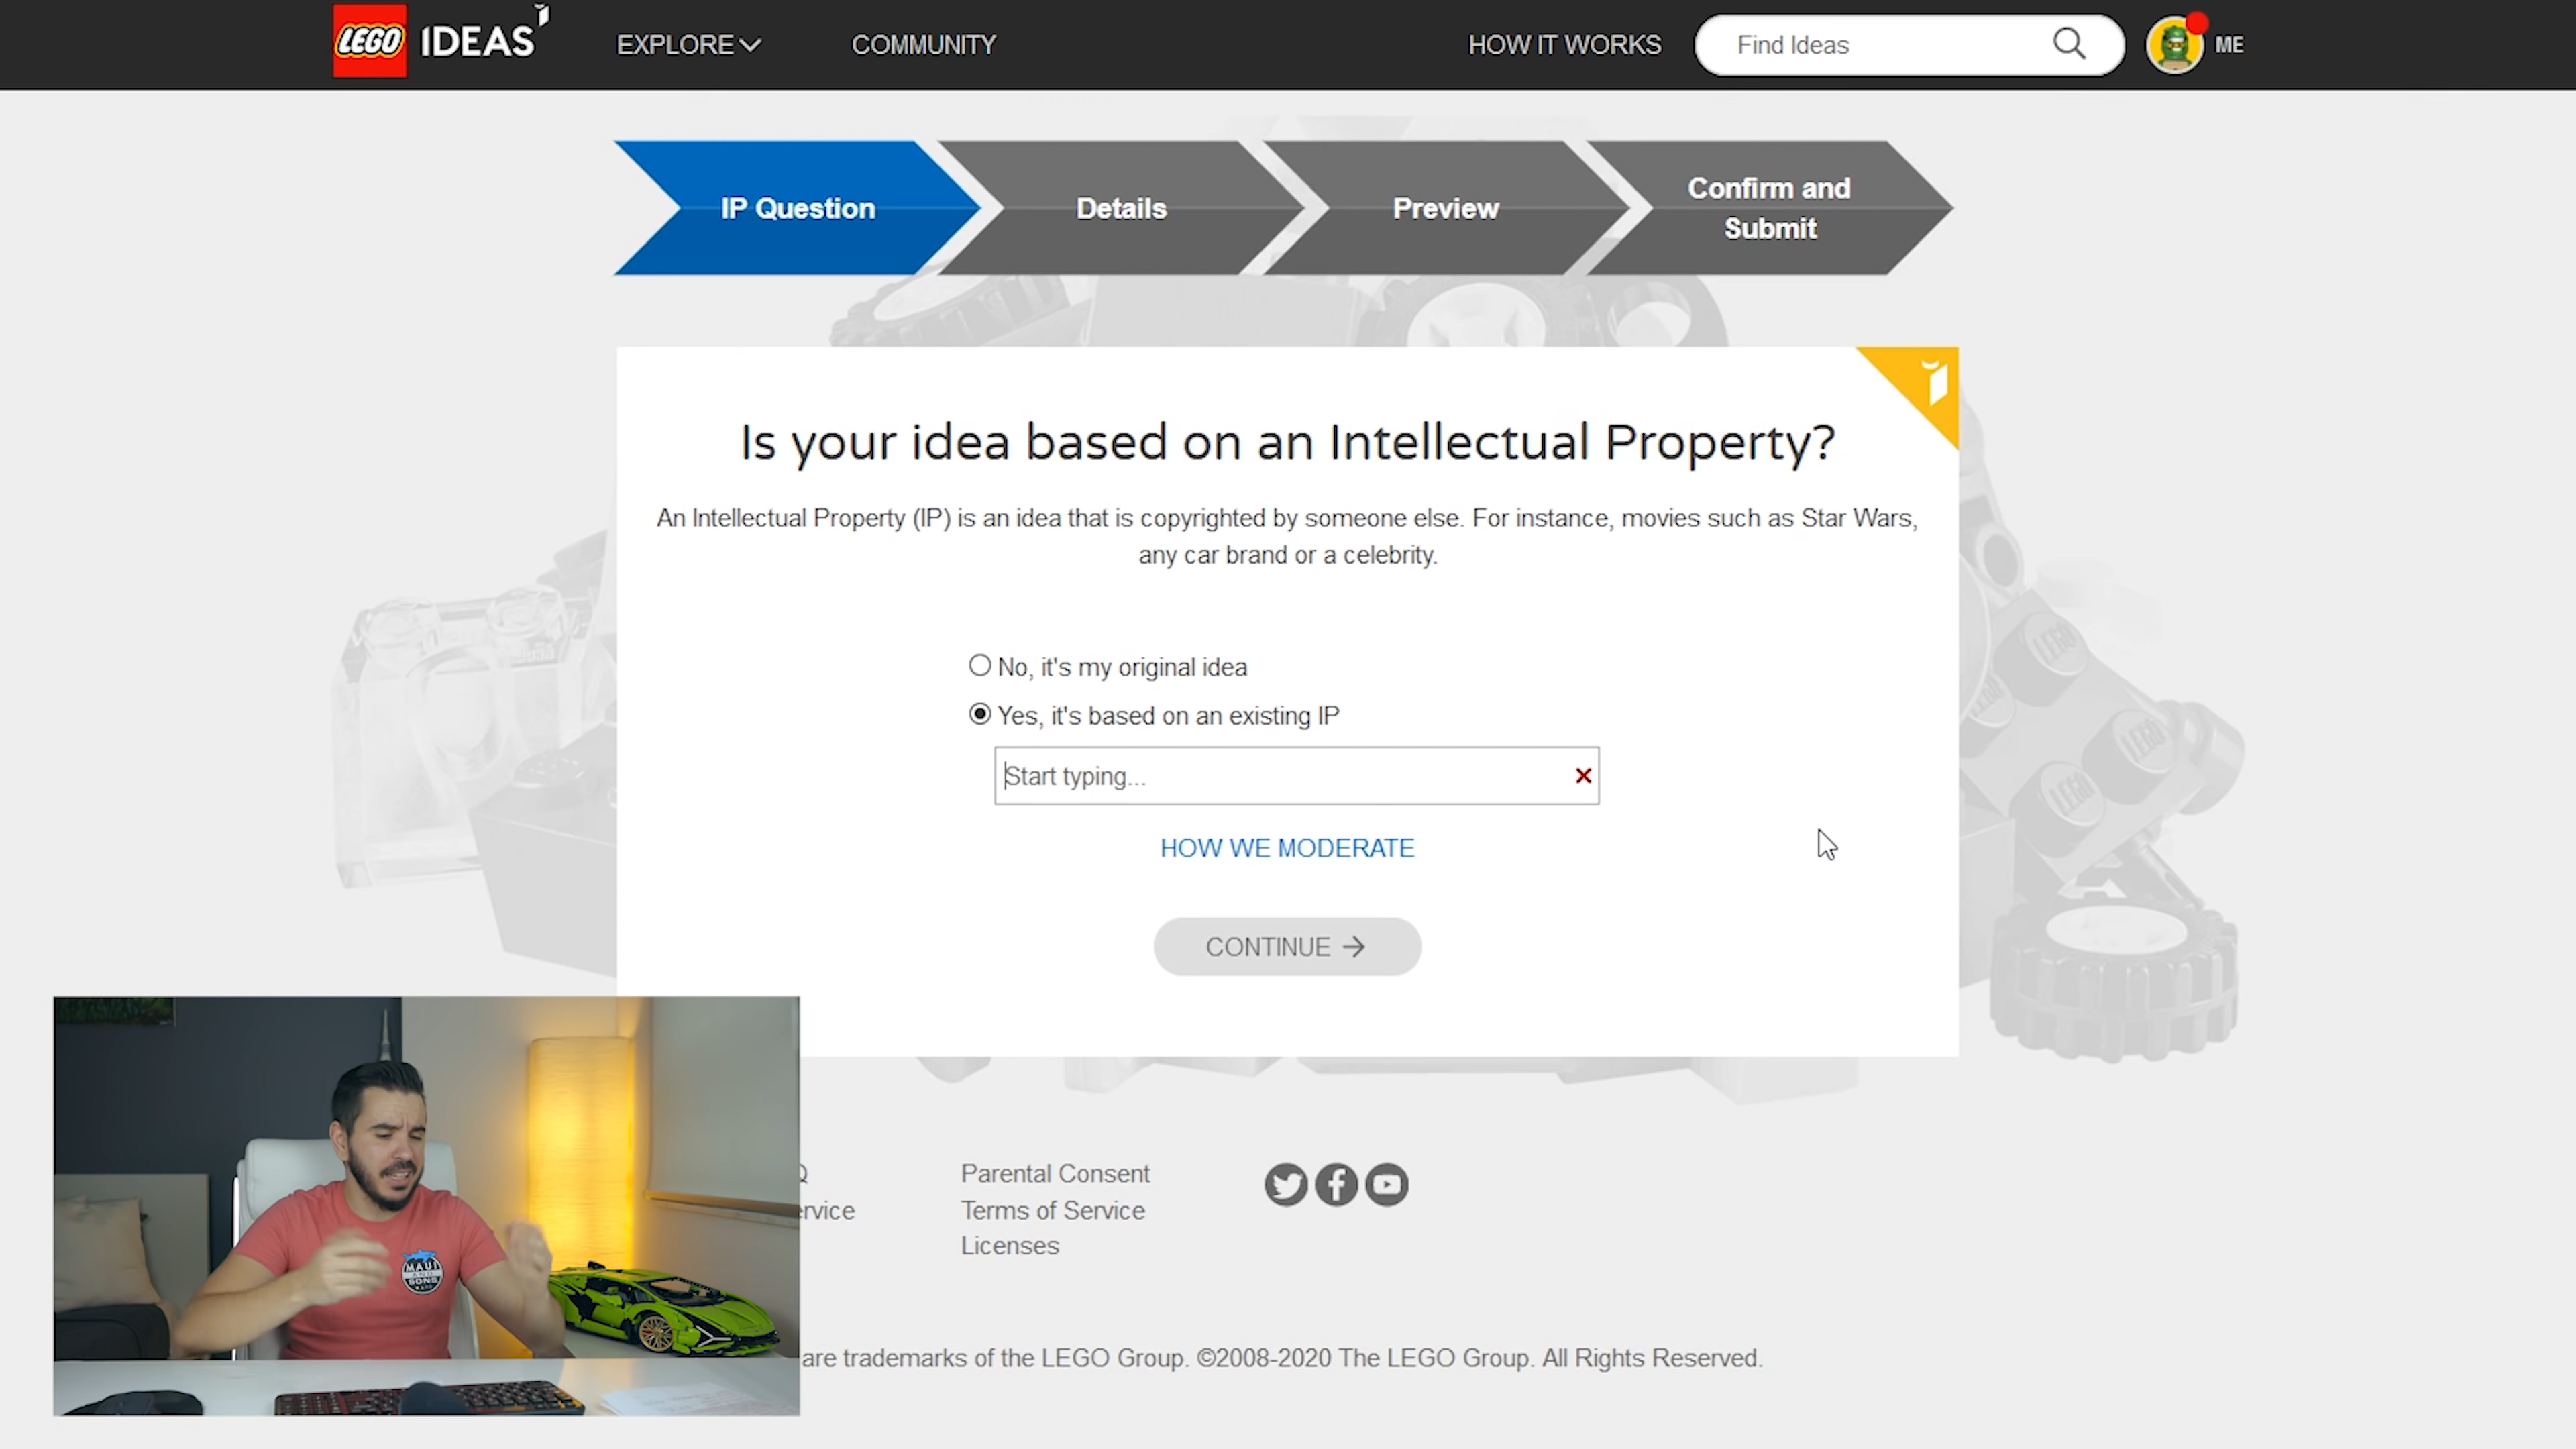 LEGO IDEAS
EXPLORE
COMMUNITY
HOW IT WORKS
Find Ideas
ME
IP Question
Details
Preview
Confirm and
Submit
Is your idea based on an Intellectual Property?
An Intellectual Property (IP) is an idea that is copyrighted by someone else. For instance, movies such as Star Wars,
any car brand or a celebrity.
No, it's my original idea
Yes, it's based on an existing IP
Start typing...
HOW WE MODERATE
CONTINUE
Parental Consent
Terms of Service
Licenses
MAUI
AND
SONS
are trademarks of the LEGO Group. ©2008-2020 The LEGO Group. All Rights Reserved.